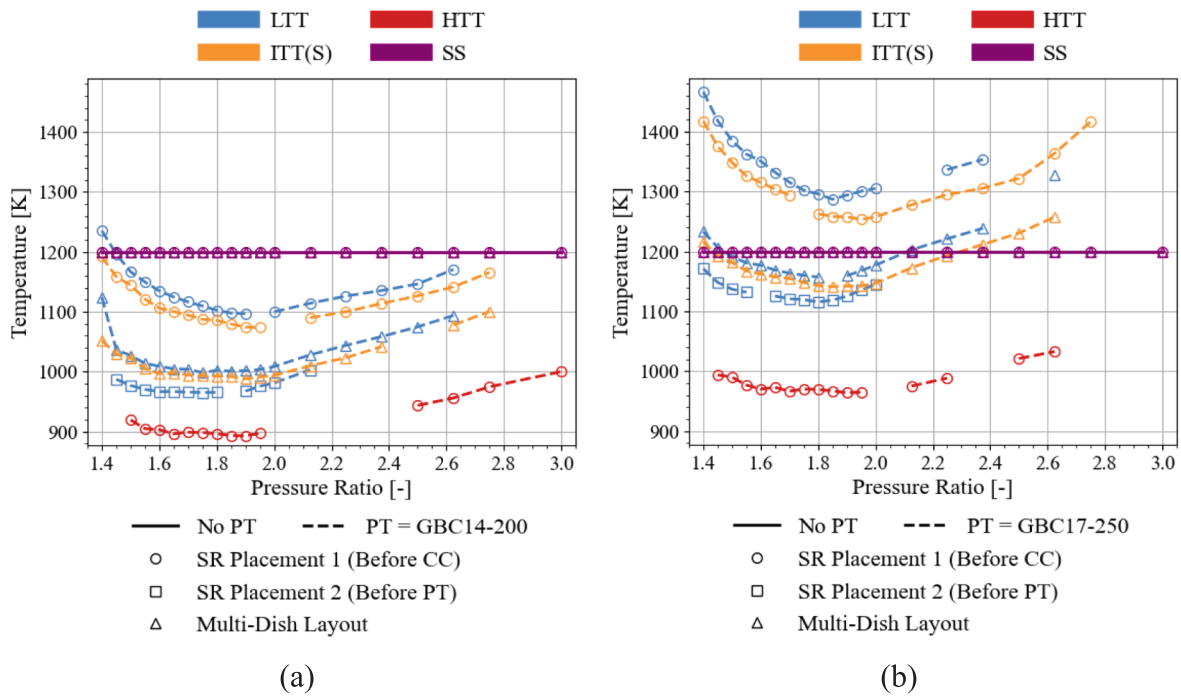 LTT HTT
ITT(S) SS
Temperature [K]
1400
1300
1200
1100
1000
900
1.4 1.6 1.8 2.0 2.2 2.4 2.6 2.8 3.0
Pressure Ratio [-]
No PT PT = GBC14-200
SR Placement 1 (Before CC)
SR Placement 2 (Before PT)
Multi-Dish Layout
(a)
LTT HTT
ITT(S) SS
Temperature [K]
1400
1300
1200
1100
1000
900
1.4 1.6 1.8 2.0 2.2 2.4 2.6 2.8 3.0
Pressure Ratio [-]
No PT PT = GBC17-250
SR Placement 1 (Before CC)
SR Placement 2 (Before PT)
Multi-Dish Layout
(b)